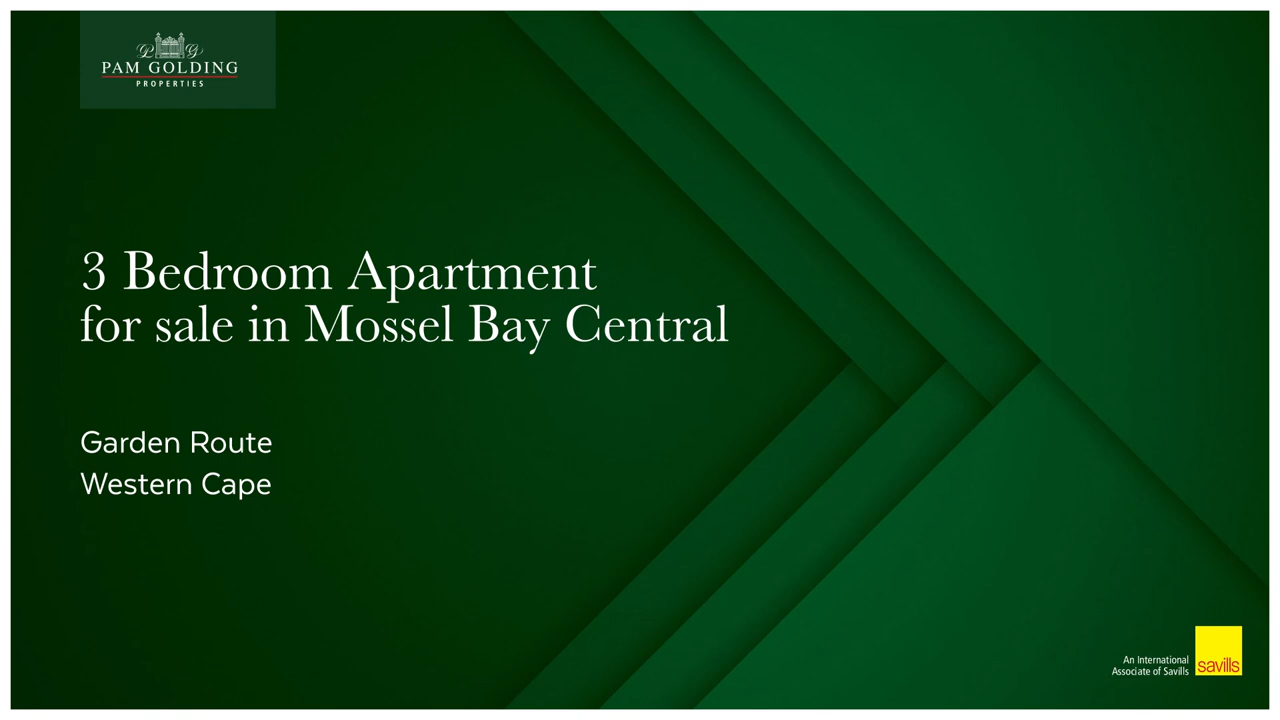 PAM GOLDING
PROPERTIES
3 Bedroom Apartment
for sale in Mossel Bay Central
Garden Route
Western Cape
An International
Associate of Savills
savills